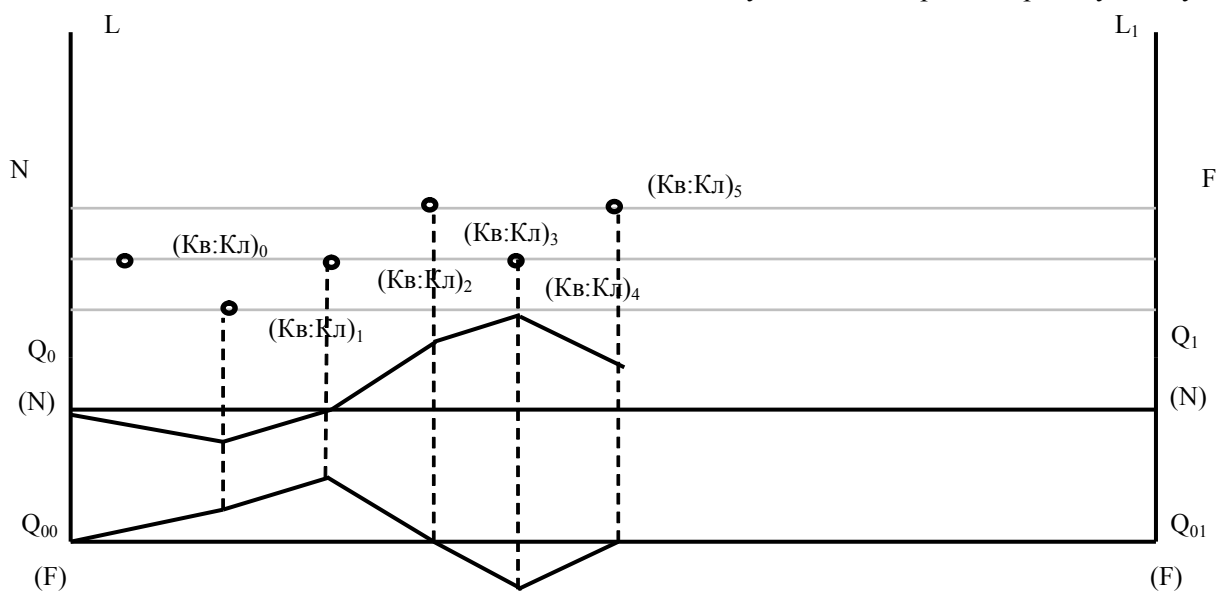 L L₁
N F
(Кв:Кл)₅
(Кв:Кл)₃
(Кв:Кл)₀
(Кв:Кл)₂
(Кв:Кл)₄
(Кв:Кл)₁
Q₀ Q₁
(N) (N)
Q₀₀ Q₀₁
(F) (F)